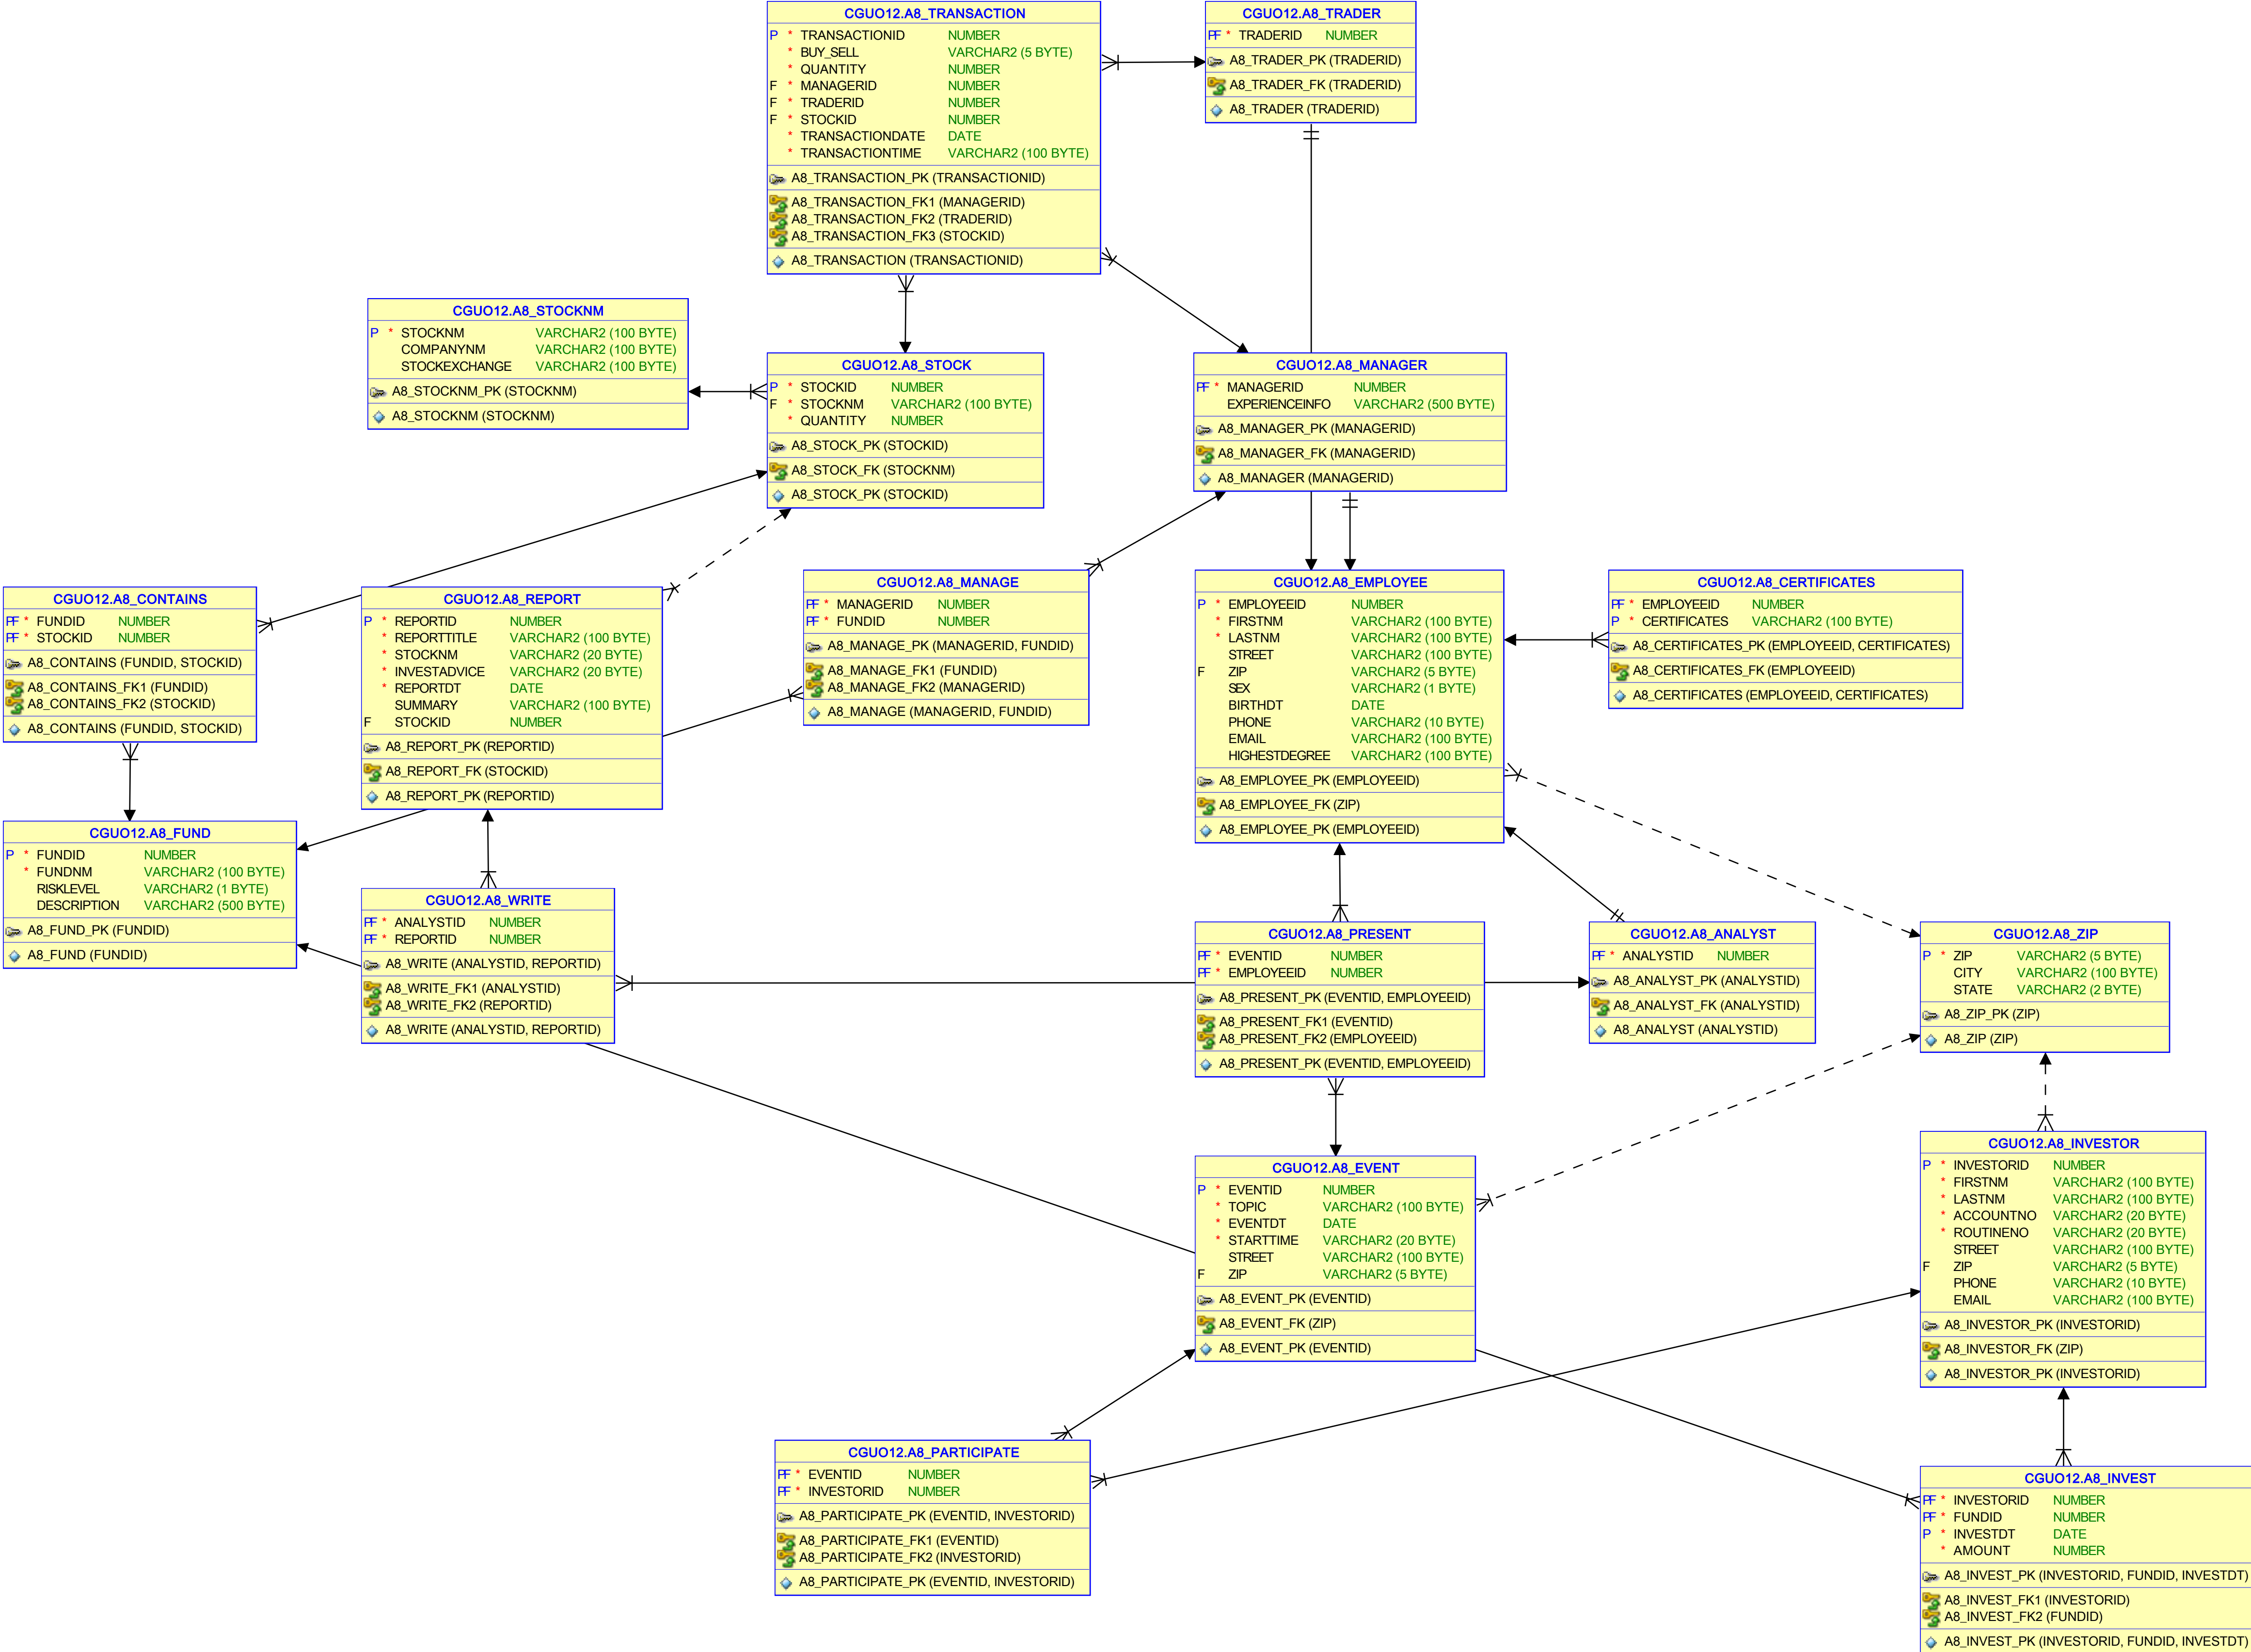 CGUO12.A8_TRANSACTION
P * TRANSACTIONID NUMBER
* BUY_SELL VARCHAR2 (5 BYTE)
* QUANTITY NUMBER
F * MANAGERID NUMBER
F * TRADERID NUMBER
F * STOCKID NUMBER
* TRANSACTIONDATE DATE
* TRANSACTIONTIME VARCHAR2 (100 BYTE)
A8_TRANSACTION_PK (TRANSACTIONID)
A8_TRANSACTION_FK1 (MANAGERID)
A8_TRANSACTION_FK2 (TRADERID)
A8_TRANSACTION_FK3 (STOCKID)
A8_TRANSACTION (TRANSACTIONID)
CGUO12.A8_TRADER
PF * TRADERID NUMBER
A8_TRADER_PK (TRADERID)
A8_TRADER_FK (TRADERID)
A8_TRADER (TRADERID)
CGUO12.A8_STOCKNM
P * STOCKNM VARCHAR2 (100 BYTE)
COMPANYNM VARCHAR2 (100 BYTE)
STOCKEXCHANGE VARCHAR2 (100 BYTE)
A8_STOCKNM_PK (STOCKNM)
A8_STOCKNM (STOCKNM)
CGUO12.A8_STOCK
P * STOCKID NUMBER
F * STOCKNM VARCHAR2 (100 BYTE)
* QUANTITY NUMBER
A8_STOCK_PK (STOCKID)
A8_STOCK_FK (STOCKNM)
A8_STOCK_PK (STOCKID)
CGUO12.A8_MANAGER
PF * MANAGERID NUMBER
EXPERIENCEINFO VARCHAR2 (500 BYTE)
A8_MANAGER_PK (MANAGERID)
A8_MANAGER_FK (MANAGERID)
A8_MANAGER (MANAGERID)
CGUO12.A8_CONTAINS
PF * FUNDID NUMBER
PF * STOCKID NUMBER
A8_CONTAINS (FUNDID, STOCKID)
A8_CONTAINS_FK1 (FUNDID)
A8_CONTAINS_FK2 (STOCKID)
A8_CONTAINS (FUNDID, STOCKID)
CGUO12.A8_REPORT
P * REPORTID NUMBER
* REPORTTITLE VARCHAR2 (100 BYTE)
* STOCKNM VARCHAR2 (20 BYTE)
* INVESTADVICE VARCHAR2 (20 BYTE)
* REPORTDT DATE
SUMMARY VARCHAR2 (100 BYTE)
F STOCKID NUMBER
A8_REPORT_PK (REPORTID)
A8_REPORT_FK (STOCKID)
A8_REPORT_PK (REPORTID)
CGUO12.A8_MANAGE
PF * MANAGERID NUMBER
PF * FUNDID NUMBER
A8_MANAGE_PK (MANAGERID, FUNDID)
A8_MANAGE_FK1 (FUNDID)
A8_MANAGE_FK2 (MANAGERID)
A8_MANAGE (MANAGERID, FUNDID)
CGUO12.A8_EMPLOYEE
P * EMPLOYEEID NUMBER
* FIRSTNM VARCHAR2 (100 BYTE)
* LASTNM VARCHAR2 (100 BYTE)
STREET VARCHAR2 (100 BYTE)
F ZIP VARCHAR2 (5 BYTE)
SEX VARCHAR2 (1 BYTE)
BIRTHDT DATE
PHONE VARCHAR2 (10 BYTE)
EMAIL VARCHAR2 (100 BYTE)
HIGHESTDEGREE VARCHAR2 (100 BYTE)
A8_EMPLOYEE_PK (EMPLOYEEID)
A8_EMPLOYEE_FK (ZIP)
A8_EMPLOYEE_PK (EMPLOYEEID)
CGUO12.A8_CERTIFICATES
PF * EMPLOYEEID NUMBER
P * CERTIFICATES VARCHAR2 (100 BYTE)
A8_CERTIFICATES_PK (EMPLOYEEID, CERTIFICATES)
A8_CERTIFICATES_FK (EMPLOYEEID)
A8_CERTIFICATES (EMPLOYEEID, CERTIFICATES)
CGUO12.A8_FUND
P * FUNDID NUMBER
* FUNDNM VARCHAR2 (100 BYTE)
RISKLEVEL VARCHAR2 (1 BYTE)
DESCRIPTION VARCHAR2 (500 BYTE)
A8_FUND_PK (FUNDID)
A8_FUND (FUNDID)
CGUO12.A8_WRITE
PF * ANALYSTID NUMBER
PF * REPORTID NUMBER
A8_WRITE (ANALYSTID, REPORTID)
A8_WRITE_FK1 (ANALYSTID)
A8_WRITE_FK2 (REPORTID)
A8_WRITE (ANALYSTID, REPORTID)
CGUO12.A8_PRESENT
PF * EVENTID NUMBER
PF * EMPLOYEEID NUMBER
A8_PRESENT_PK (EVENTID, EMPLOYEEID)
A8_PRESENT_FK1 (EVENTID)
A8_PRESENT_FK2 (EMPLOYEEID)
A8_PRESENT_PK (EVENTID, EMPLOYEEID)
CGUO12.A8_ANALYST
PF * ANALYSTID NUMBER
A8_ANALYST_PK (ANALYSTID)
A8_ANALYST_FK (ANALYSTID)
A8_ANALYST (ANALYSTID)
CGUO12.A8_ZIP
P * ZIP VARCHAR2 (5 BYTE)
CITY VARCHAR2 (100 BYTE)
STATE VARCHAR2 (2 BYTE)
A8_ZIP_PK (ZIP)
A8_ZIP (ZIP)
CGUO12.A8_EVENT
P * EVENTID NUMBER
* TOPIC VARCHAR2 (100 BYTE)
* EVENTDT DATE
* STARTTIME VARCHAR2 (20 BYTE)
STREET VARCHAR2 (100 BYTE)
F ZIP VARCHAR2 (5 BYTE)
A8_EVENT_PK (EVENTID)
A8_EVENT_FK (ZIP)
A8_EVENT_PK (EVENTID)
CGUO12.A8_INVESTOR
P * INVESTORID NUMBER
* FIRSTNM VARCHAR2 (100 BYTE)
* LASTNM VARCHAR2 (100 BYTE)
* ACCOUNTNO VARCHAR2 (20 BYTE)
* ROUTINENO VARCHAR2 (20 BYTE)
STREET VARCHAR2 (100 BYTE)
F ZIP VARCHAR2 (5 BYTE)
PHONE VARCHAR2 (10 BYTE)
EMAIL VARCHAR2 (100 BYTE)
A8_INVESTOR_PK (INVESTORID)
A8_INVESTOR_FK (ZIP)
A8_INVESTOR_PK (INVESTORID)
CGUO12.A8_PARTICIPATE
PF * EVENTID NUMBER
PF * INVESTORID NUMBER
A8_PARTICIPATE_PK (EVENTID, INVESTORID)
A8_PARTICIPATE_FK1 (EVENTID)
A8_PARTICIPATE_FK2 (INVESTORID)
A8_PARTICIPATE_PK (EVENTID, INVESTORID)
CGUO12.A8_INVEST
PF * INVESTORID NUMBER
PF * FUNDID NUMBER
P * INVESTDT DATE
* AMOUNT NUMBER
A8_INVEST_PK (INVESTORID, FUNDID, INVESTDT)
A8_INVEST_FK1 (INVESTORID)
A8_INVEST_FK2 (FUNDID)
A8_INVEST_PK (INVESTORID, FUNDID, INVESTDT)